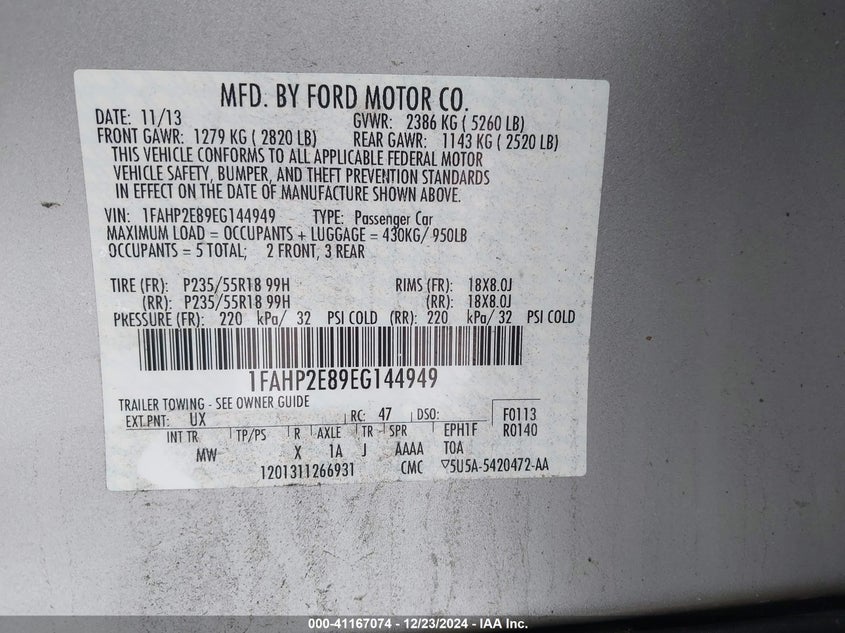 MFD. BY FORD MOTOR CO.
DATE: 11/13 GVWR: 2386 KG ( 5260 LB)
FRONT GAWR: 1279 KG ( 2820 LB) REAR GAWR: 1143 KG ( 2520 LB)
THIS VEHICLE CONFORMS TO ALL APPLICABLE FEDERAL MOTOR
VEHICLE SAFETY, BUMPER, AND THEFT PREVENTION STANDARDS
IN EFFECT ON THE DATE OF MANUFACTURE SHOWN ABOVE.
VIN: 1FAHP2E89EG144949 TYPE: Passenger Car
MAXIMUM LOAD = OCCUPANTS + LUGGAGE = 430KG/ 950LB
OCCUPANTS = 5 TOTAL; 2 FRONT, 3 REAR
TIRE (FR): P235/55R18 99H RIMS (FR): 18X8.0J
(RR): P235/55R18 99H (RR): 18X8.0J
PRESSURE (FR): 220 kPa/ 32 PSI COLD (RR): 220 kPa/ 32 PSI COLD
1FAHP2E89EG144949
TRAILER TOWING - SEE OWNER GUIDE
EXT PNT: UX RC: 47 DSO: F0113
INT TR TP/PS R AXLE TR SPR EPH1F R0140
MW X 1A J AAAA TOA
1201311266931 CMC ▽5U5A-5420472-AA
000-41167074 / 12/23/2024 - IAA Inc.